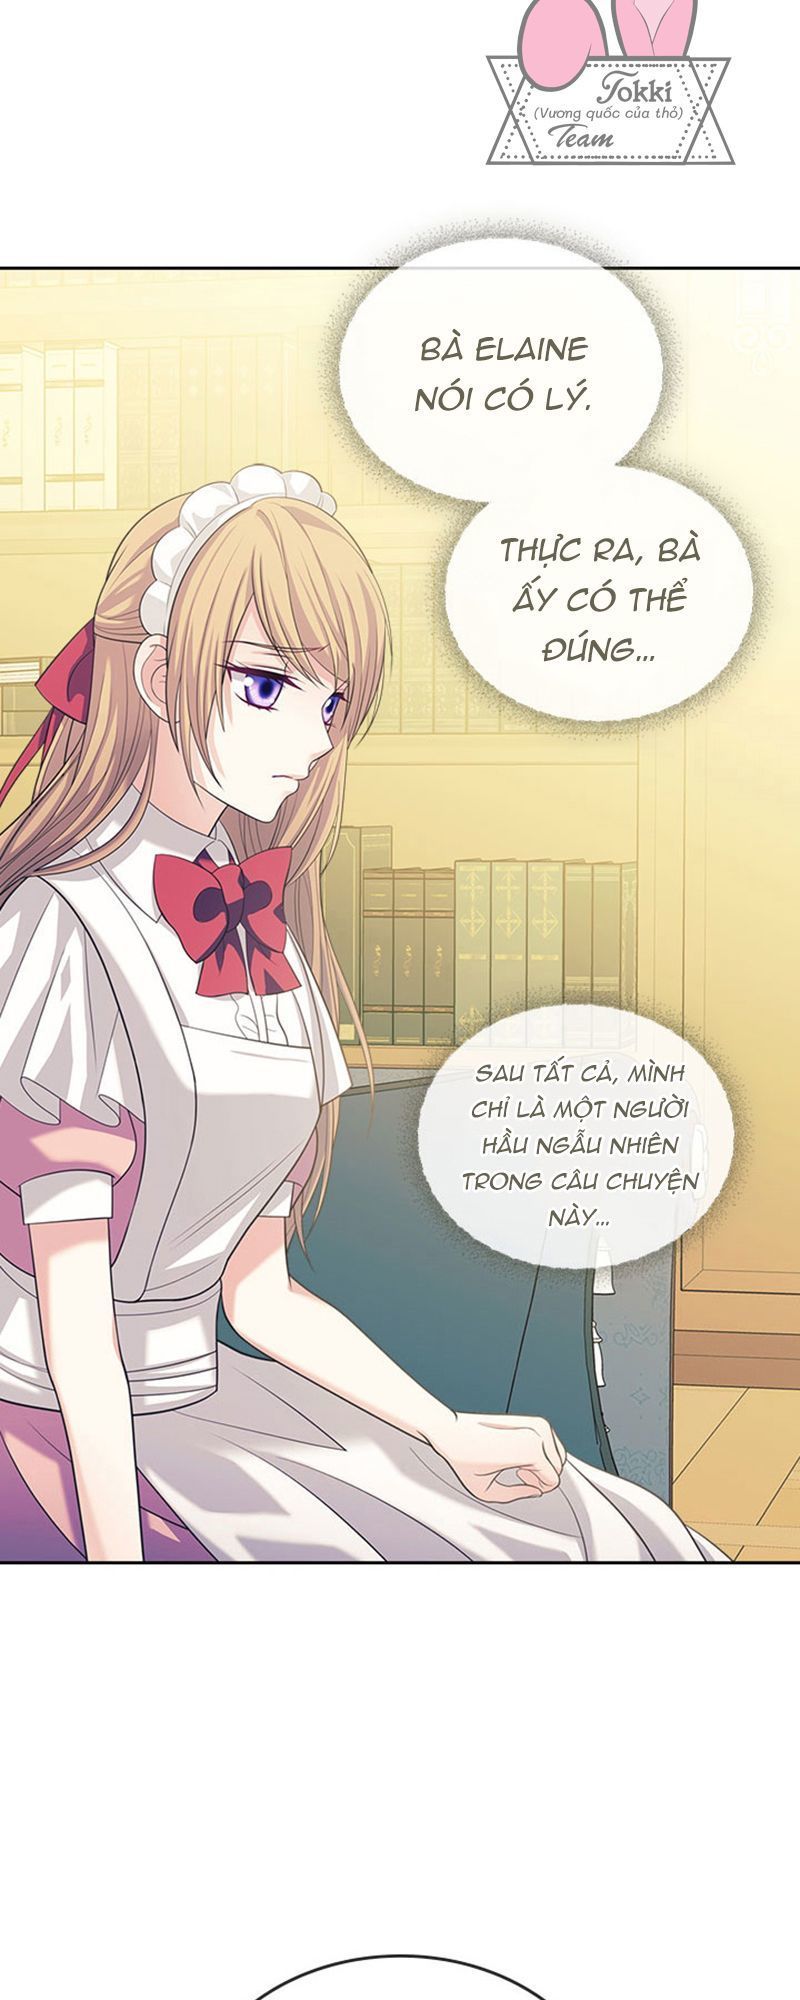 Tokki
(Vương quốc của thỏ)
Team
BÀ ELAINE
NÓI CÓ LÝ.
THỰC RA, BÀ
ẤY CÓ THỂ
ĐÚNG...
SAU TẤT CẢ, MÌNH
CHỈ LÀ MỘT NGƯỜI
HẦU NGẪU NHIÊN
TRONG CÂU CHUYỆN
NÀY...